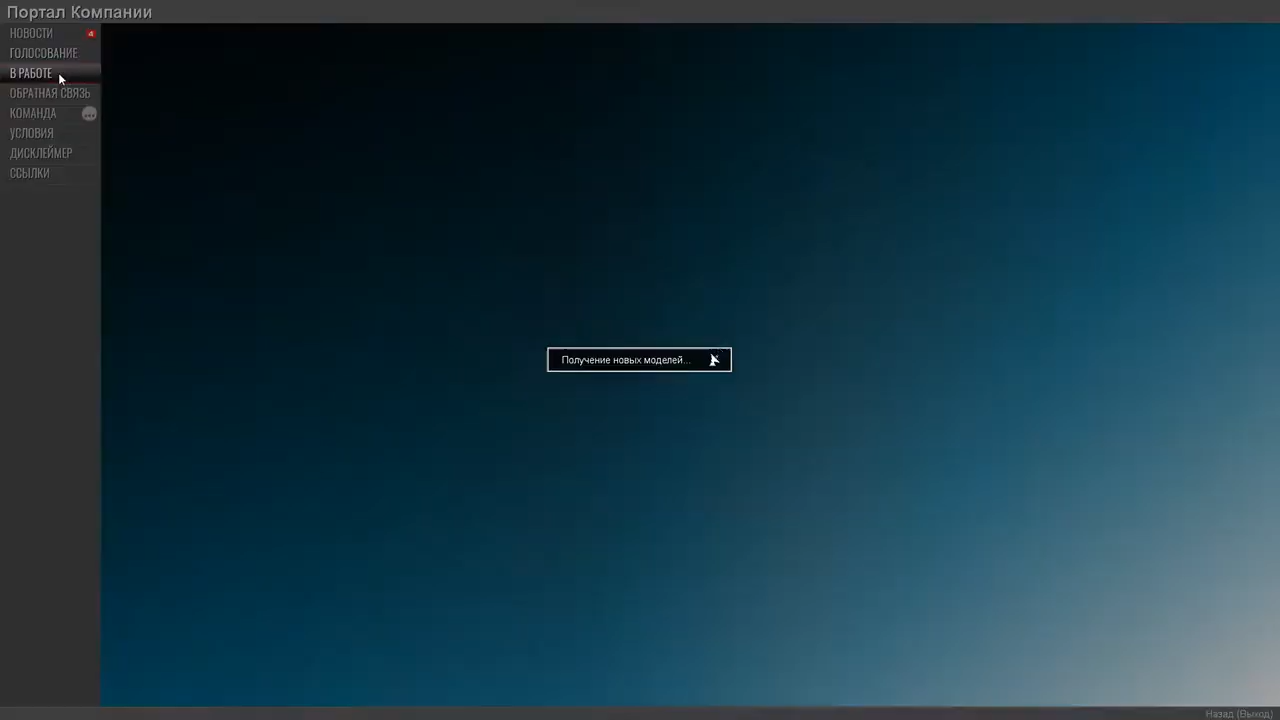 Портал Компании
НОВОСТИ 4
ГОЛОСОВАНИЕ
В РАБОТЕ
ОБРАТНАЯ СВЯЗЬ
КОМАНДА
УСЛОВИЯ
ДИСКЛЕЙМЕР
ССЫЛКИ
Получение новых моделей...
Назад (Выход)